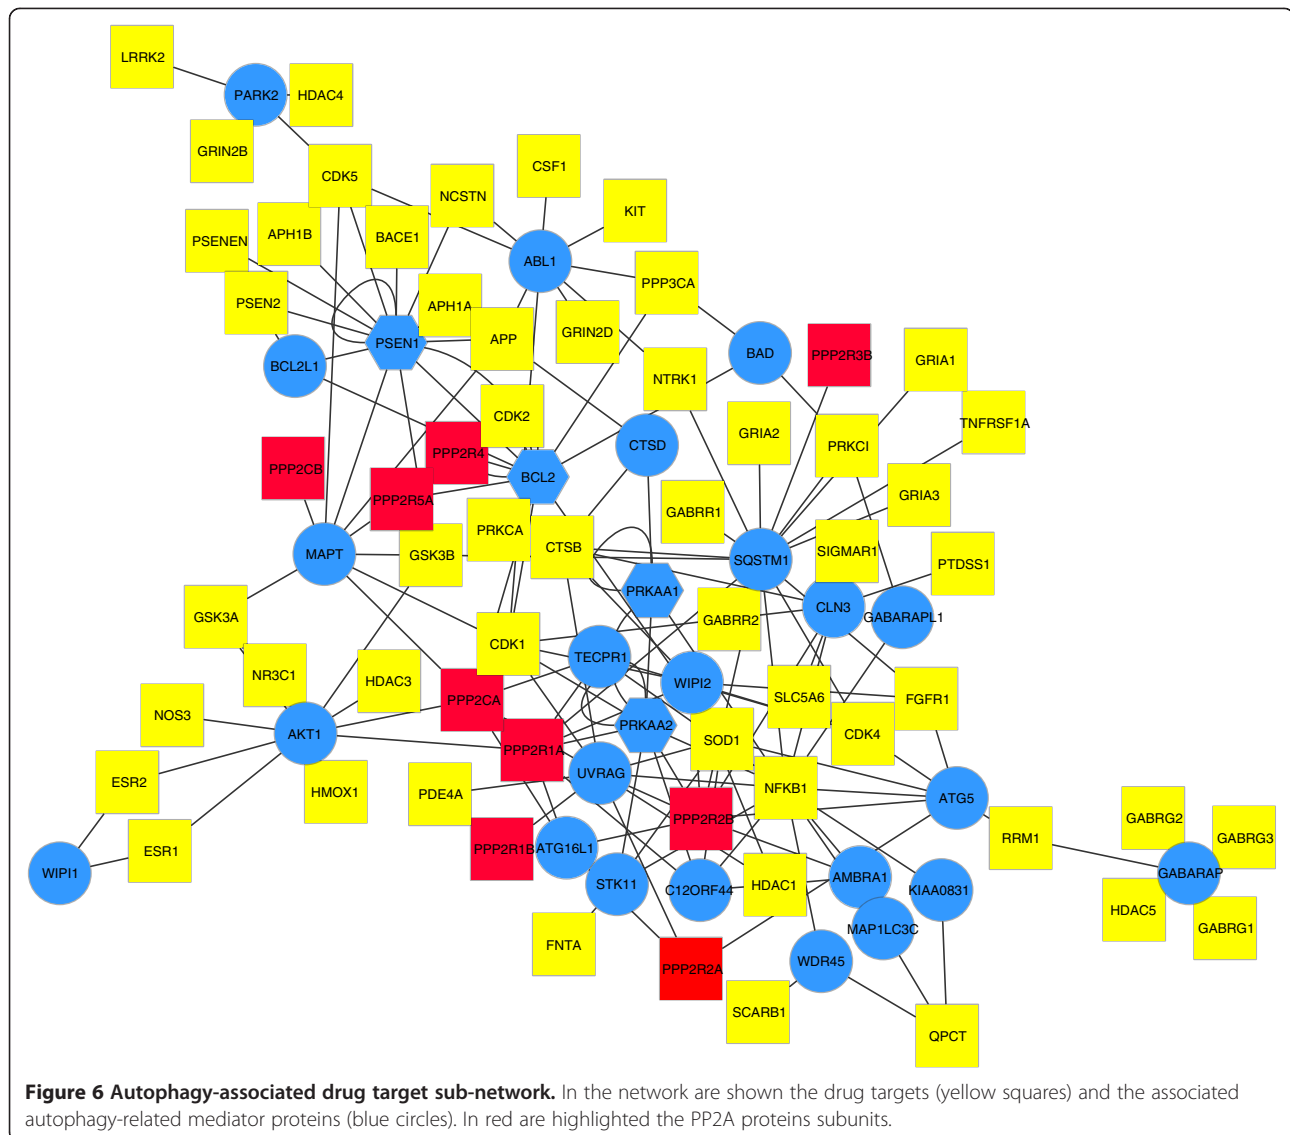 LRRK2
PARK2
HDAC4
GRIN2B
CDK5
NCSTN
CSF1
KIT
PSENEN
APH1B
BACE1
ABL1
PPP3CA
PSEN2
APH1A
APP
GRIN2D
PSEN1
BCL2L1
BAD
PPP2R3B
GRIA1
NTRK1
TNFRSF1A
CDK2
GRIA2
PRKCI
CTSD
PPP2R4
PPP2CB
BCL2
PPP2R5A
GRIA3
GABRR1
PRKCA
CTSB
MAPT
GSK3B
SQSTM1
SIGMAR1
PTDSS1
PRKAA1
CLN3
GABARAPL1
GSK3A
GABRR2
CDK1
TECPR1
NR3C1
HDAC3
WIPI2
SLC5A6
FGFR1
PPP2CA
NOS3
AKT1
PRKAA2
CDK4
SOD1
PPP2R1A
UVRAG
ESR2
HMOX1
PDE4A
NFKB1
ATG5
PPP2R2B
GABRG2
GABRG3
RRM1
ESR1
PPP2R1B
ATG16L1
WIPI1
GABARAP
STK11
C12ORF44
HDAC1
AMBRA1
KIAA0831
HDAC5
GABRG1
MAP1LC3C
FNTA
WDR45
PPP2R2A
SCARB1
QPCT
Figure 6 Autophagy-associated drug target sub-network. In the network are shown the drug targets (yellow squares) and the associated
autophagy-related mediator proteins (blue circles). In red are highlighted the PP2A proteins subunits.